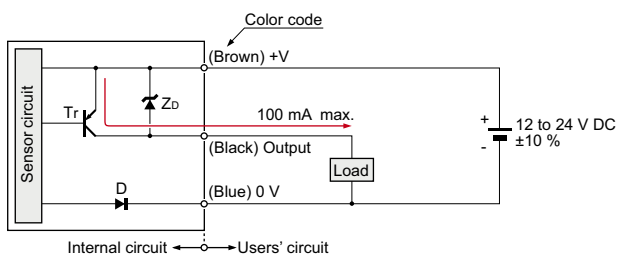 Color code
(Brown) +V
Sensor circuit
Tr
ZD
100 mA max.
(Black) Output
+
-
12 to 24 V DC
±10 %
Load
D
(Blue) 0 V
Internal circuit
Users' circuit